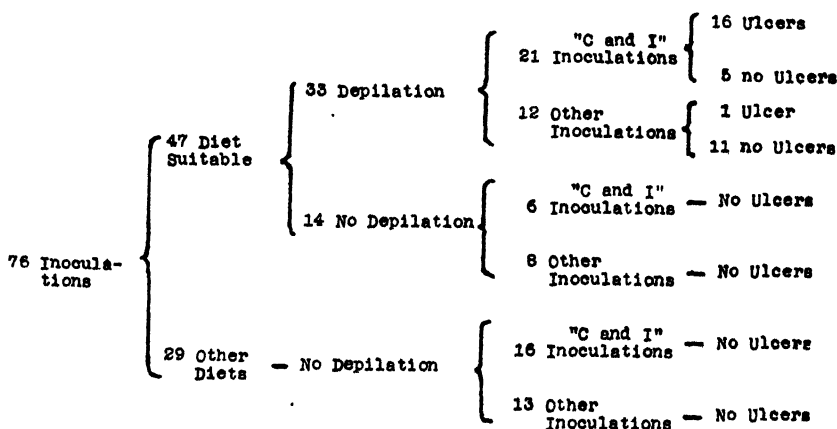 16 Ulcers
"C and I"
21 Inoculations
5 no Ulcers
33 Depilation
12 Other
Inoculations
1 Ulcer
11 no Ulcers
47 Diet
Suitable
"C and I"
6 Inoculations — No Ulcers
14 No Depilation
8 Other
Inoculations — No Ulcers
76 Inocula-
tions
"C and I"
16 Inoculations — No Ulcers
29 Other
Diets — No Depilation
13 Other
Inoculations — No Ulcers